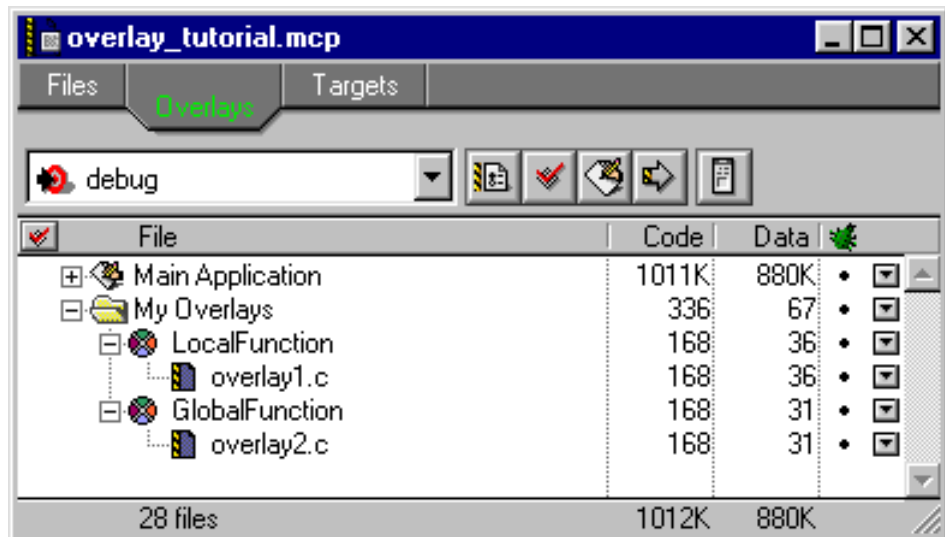 overlay_tutorial.mcp
Files Overlays Targets
debug
File Code Data
Main Application 1011K 880K
My Overlays 336 67
LocalFunction 168 36
overlay1.c 168 36
GlobalFunction 168 31
overlay2.c 168 31
28 files 1012K 880K